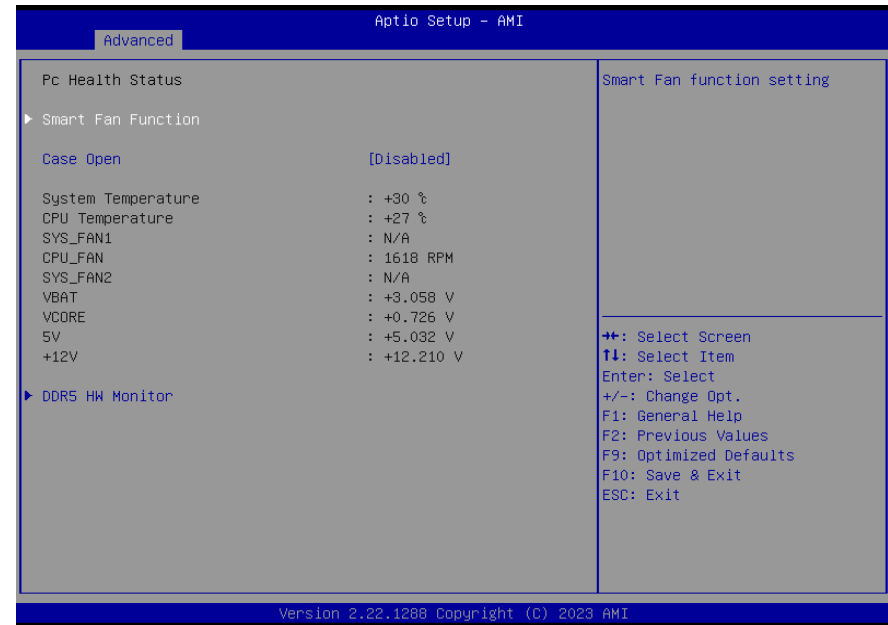 Aptio Setup – AMI
Advanced
Pc Health Status
Smart Fan Function
Case Open [Disabled]
System Temperature : +30 ℃
CPU Temperature : +27 ℃
SYS_FAN1 : N/A
CPU_FAN : 1618 RPM
SYS_FAN2 : N/A
VBAT : +3.058 V
VCORE : +0.726 V
5V : +5.032 V
+12V : +12.210 V
DDR5 HW Monitor
Smart Fan function setting
→←: Select Screen
↑↓: Select Item
Enter: Select
+/-: Change Opt.
F1: General Help
F2: Previous Values
F9: Optimized Defaults
F10: Save & Exit
ESC: Exit
Version 2.22.1288 Copyright (C) 2023 AMI